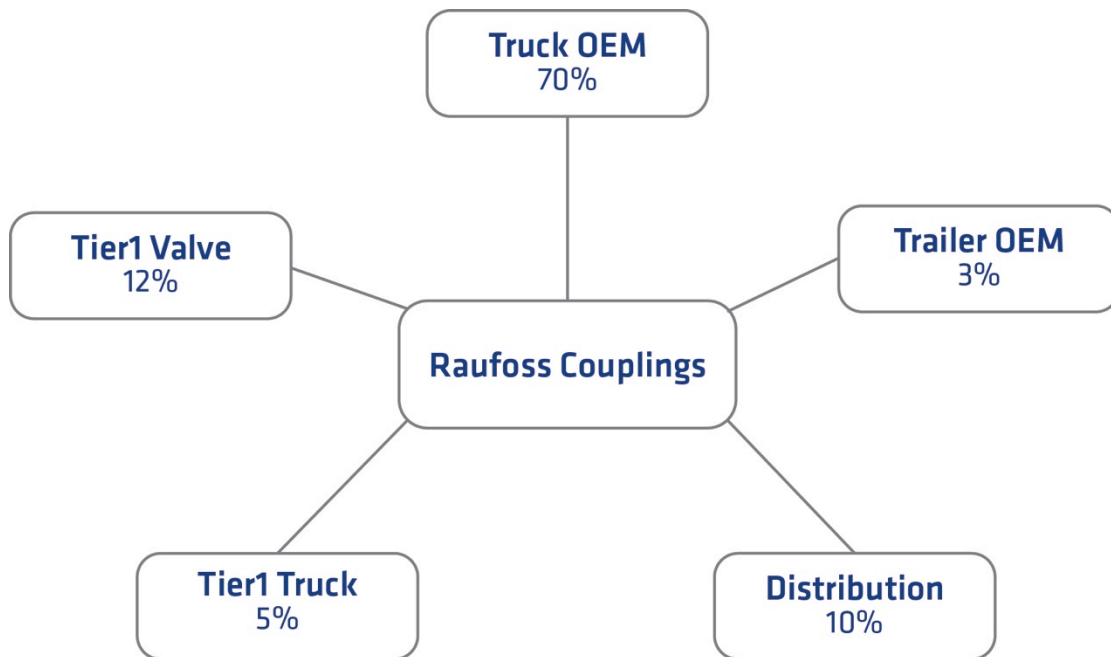 Truck OEM
70%
Tier1 Valve
12%
Trailer OEM
3%
Raufoss Couplings
Tier1 Truck
5%
Distribution
10%